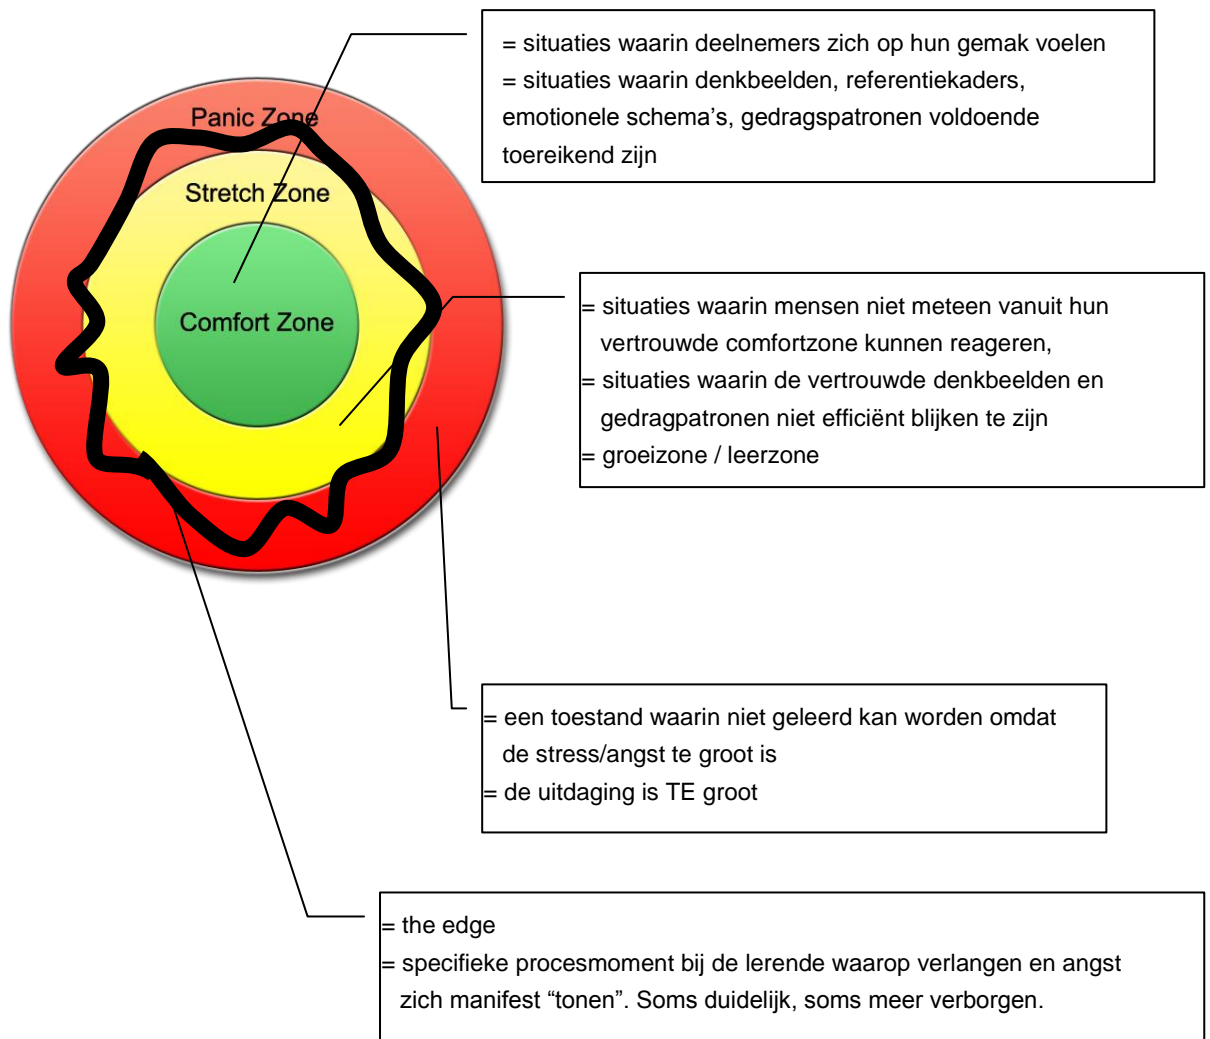 = situaties waarin deelnemers zich op hun gemak voelen
= situaties waarin denkbeelden, referentiekaders,
emotionele schema’s, gedragspatronen voldoende
toereikend zijn
Panic Zone
Stretch Zone
Comfort Zone
= situaties waarin mensen niet meteen vanuit hun
vertrouwde comfortzone kunnen reageren,
= situaties waarin de vertrouwde denkbeelden en
gedragpatronen niet efficiënt blijken te zijn
= groeizone / leerzone
= een toestand waarin niet geleerd kan worden omdat
de stress/angst te groot is
= de uitdaging is TE groot
= the edge
= specifieke procesmoment bij de lerende waarop verlangen en angst
zich manifest “tonen”. Soms duidelijk, soms meer verborgen.